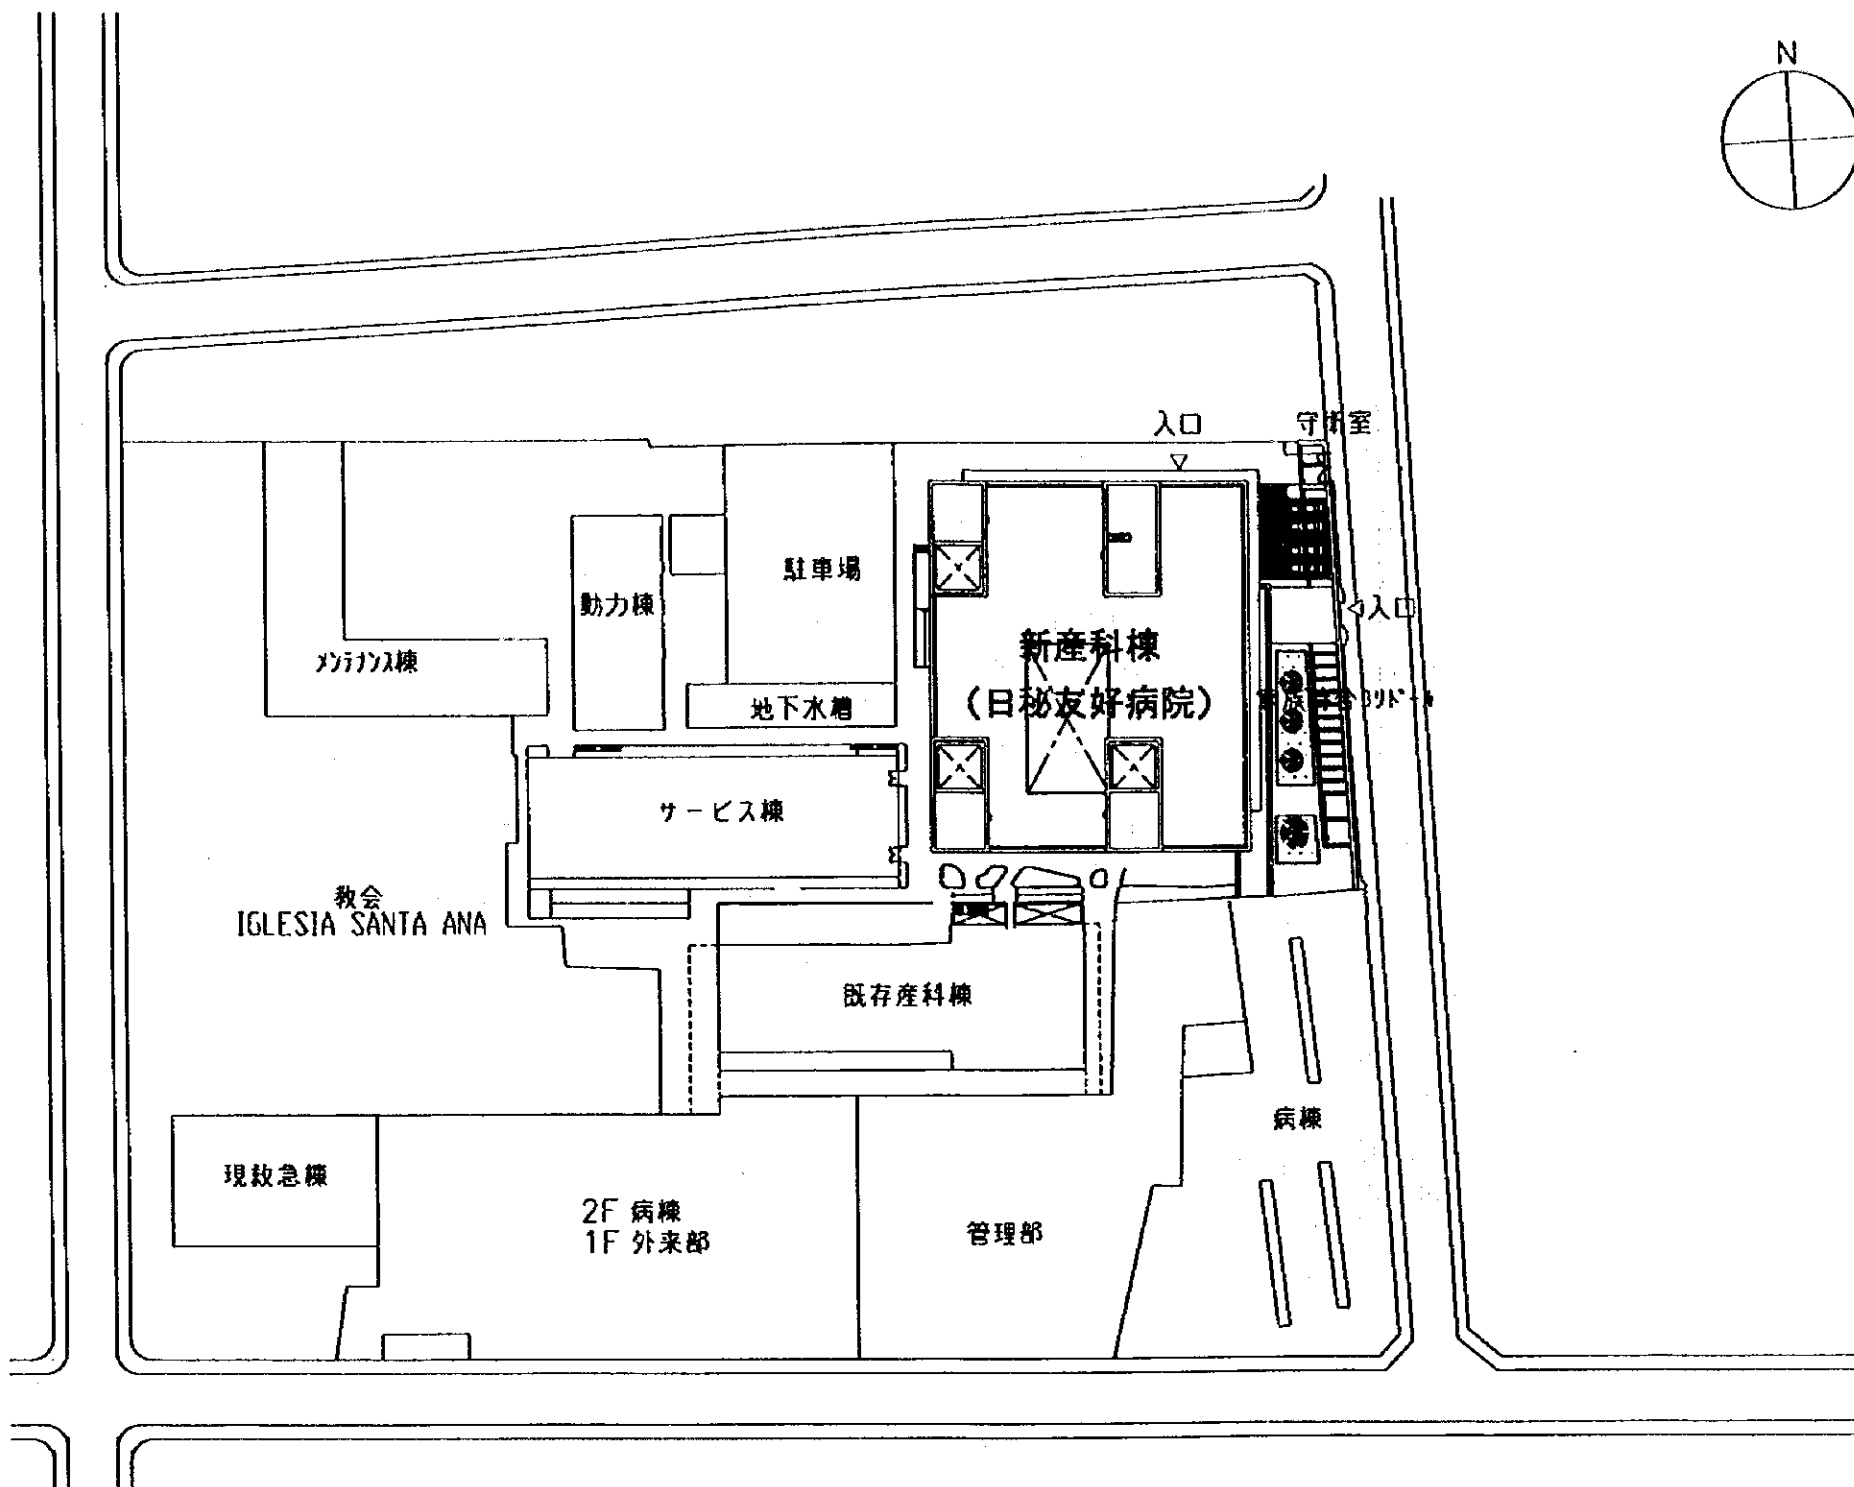 N
入口
守衛室
駐車場
動力棟
入口
新産科棟
メンテナンス棟
(日秘友好病院)
地下水槽
サービス棟
教会
IGLESIA SANTA ANA
既存産科棟
病棟
現救急棟
2F 病棟
1F 外来部
管理部